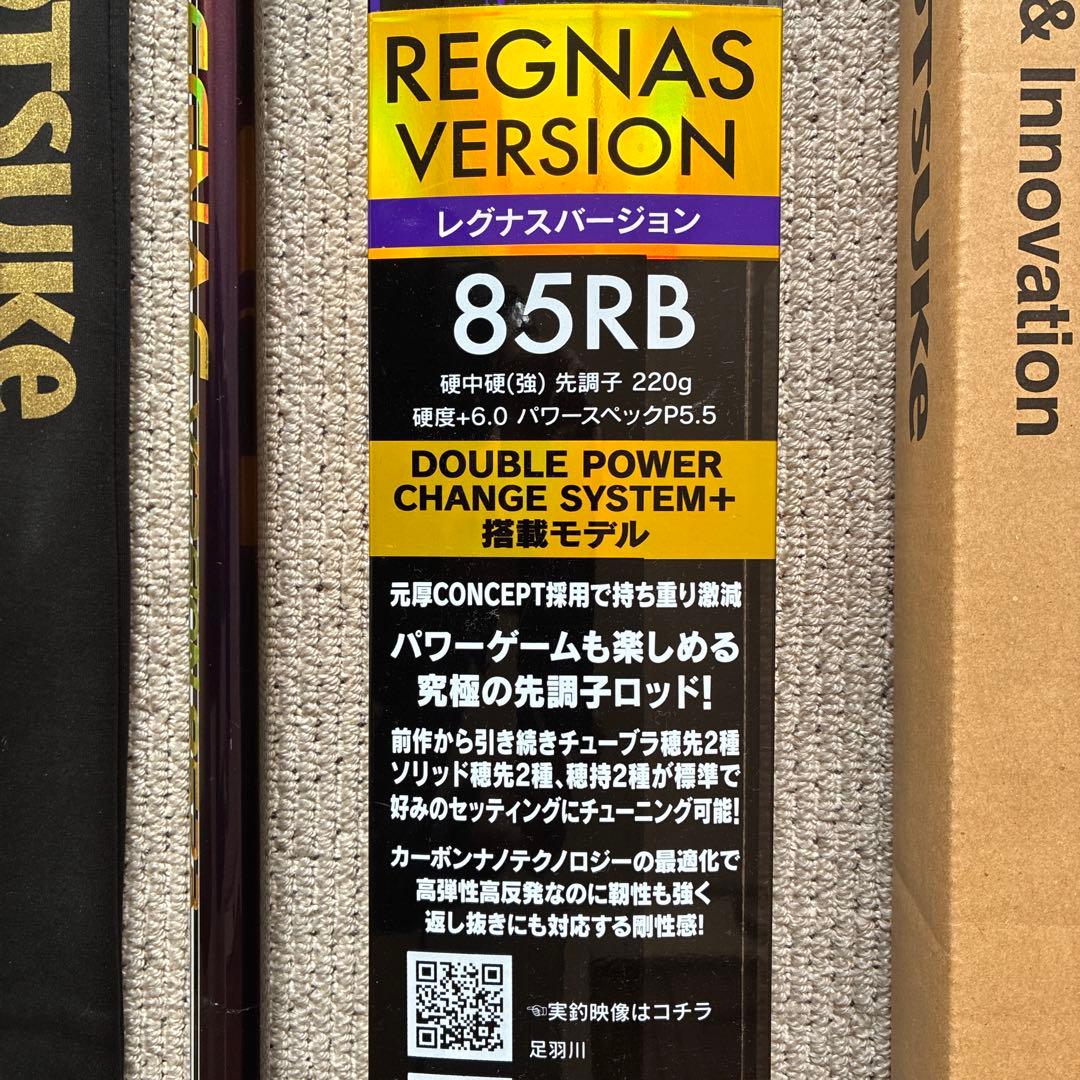 REGNAS
VERSION
レグナスバージョン
85RB
硬中硬(強) 先調子 220g
硬度+6.0 パワースペックP5.5
DOUBLE POWER
CHANGE SYSTEM+
搭載モデル
元厚CONCEPT採用で持ち重り激減
パワーゲームも楽しめる
究極の先調子ロッド!
前作から引き続きチューブラ穂先2種
ソリッド穂先2種、穂持2種が標準で
好みのセッティングにチューニング可能!
カーボンナノテクノロジーの最適化で
高弾性高反発なのに靭性も強く
返し抜きにも対応する剛性感!
☜実釣映像はコチラ
足羽川
OTSUKe
OTSUKe
& Innovation